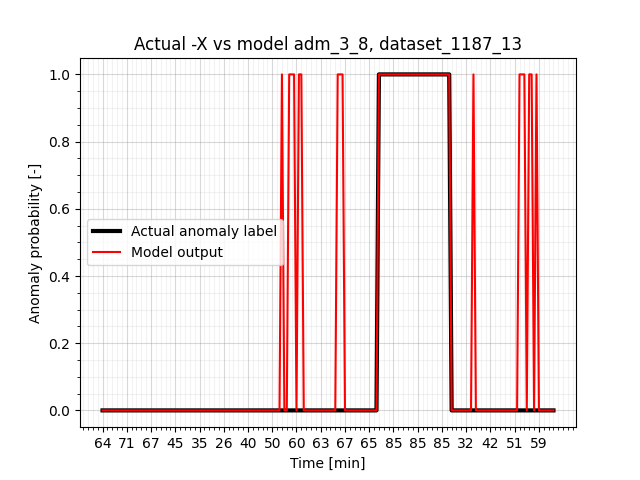 Actual -X vs model adm_3_8, dataset_1187_13
Anomaly probability [-]
1.0
0.8
0.6
0.4
0.2
0.0
Actual anomaly label
Model output
64 71 67 45 35 26 40 50 60 63 67 65 85 85 85 32 42 51 59
Time [min]